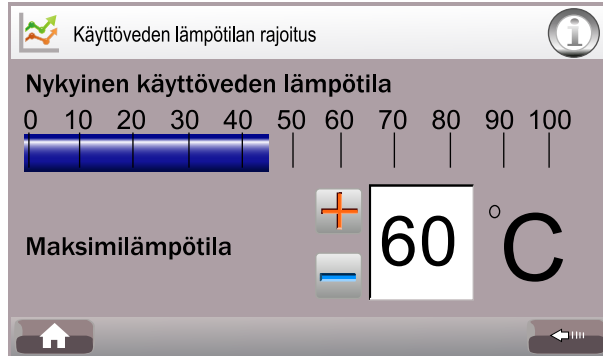 Käyttöveden lämpötilan rajoitus
Nykyinen käyttöveden lämpötila
0 10 20 30 40 50 60 70 80 90 100
Maksimilämpötila
60 °C